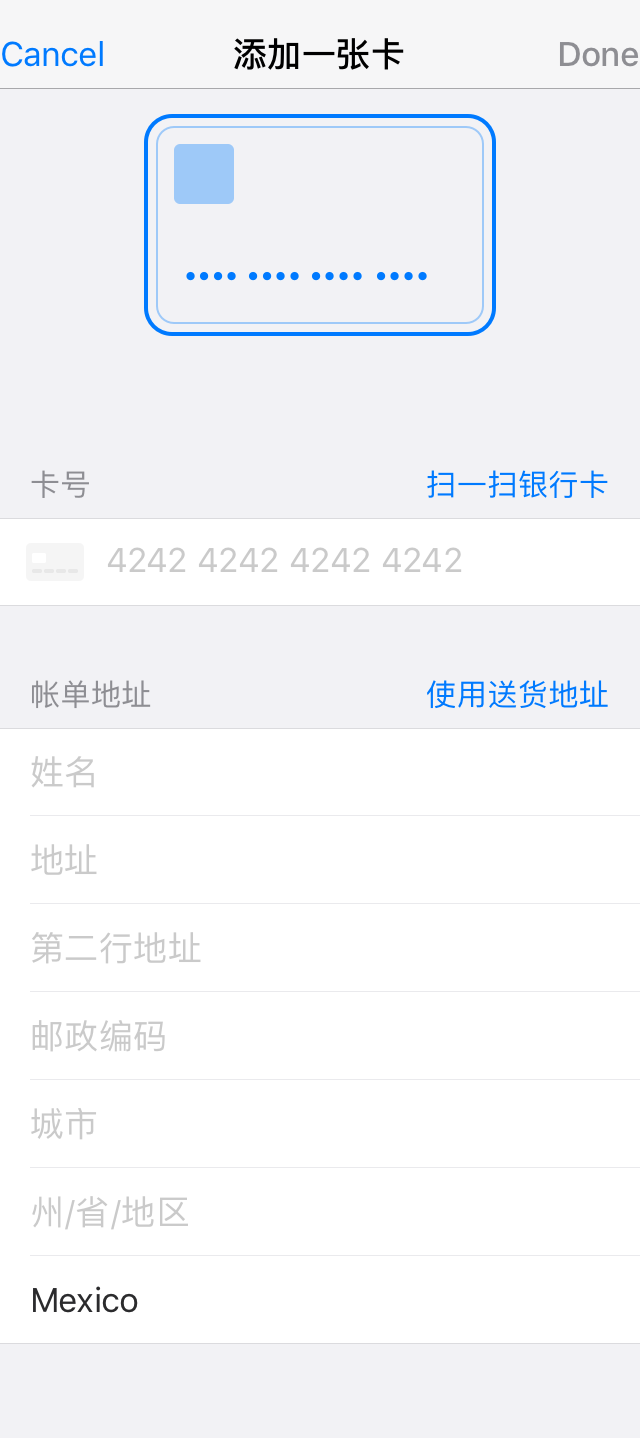 Cancel 添加一张卡 Done
•••• •••• •••• ••••
卡号 扫一扫银行卡
4242 4242 4242 4242
帐单地址 使用送货地址
姓名
地址
第二行地址
邮政编码
城市
州/省/地区
Mexico